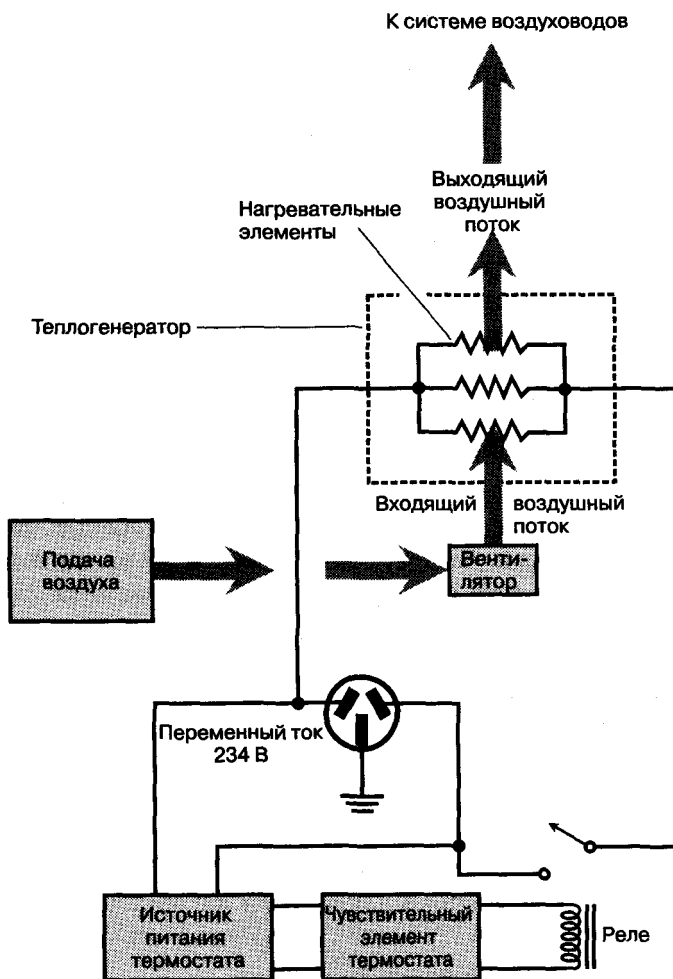 К системе воздуховодов
Выходящий
воздушный
поток
Нагревательные
элементы
Теплогенератор
Входящий воздушный
поток
Подача
воздуха
Венти-
лятор
Переменный ток
234 В
Источник
питания
термостата
Чувствительный
элемент
термостата
Реле